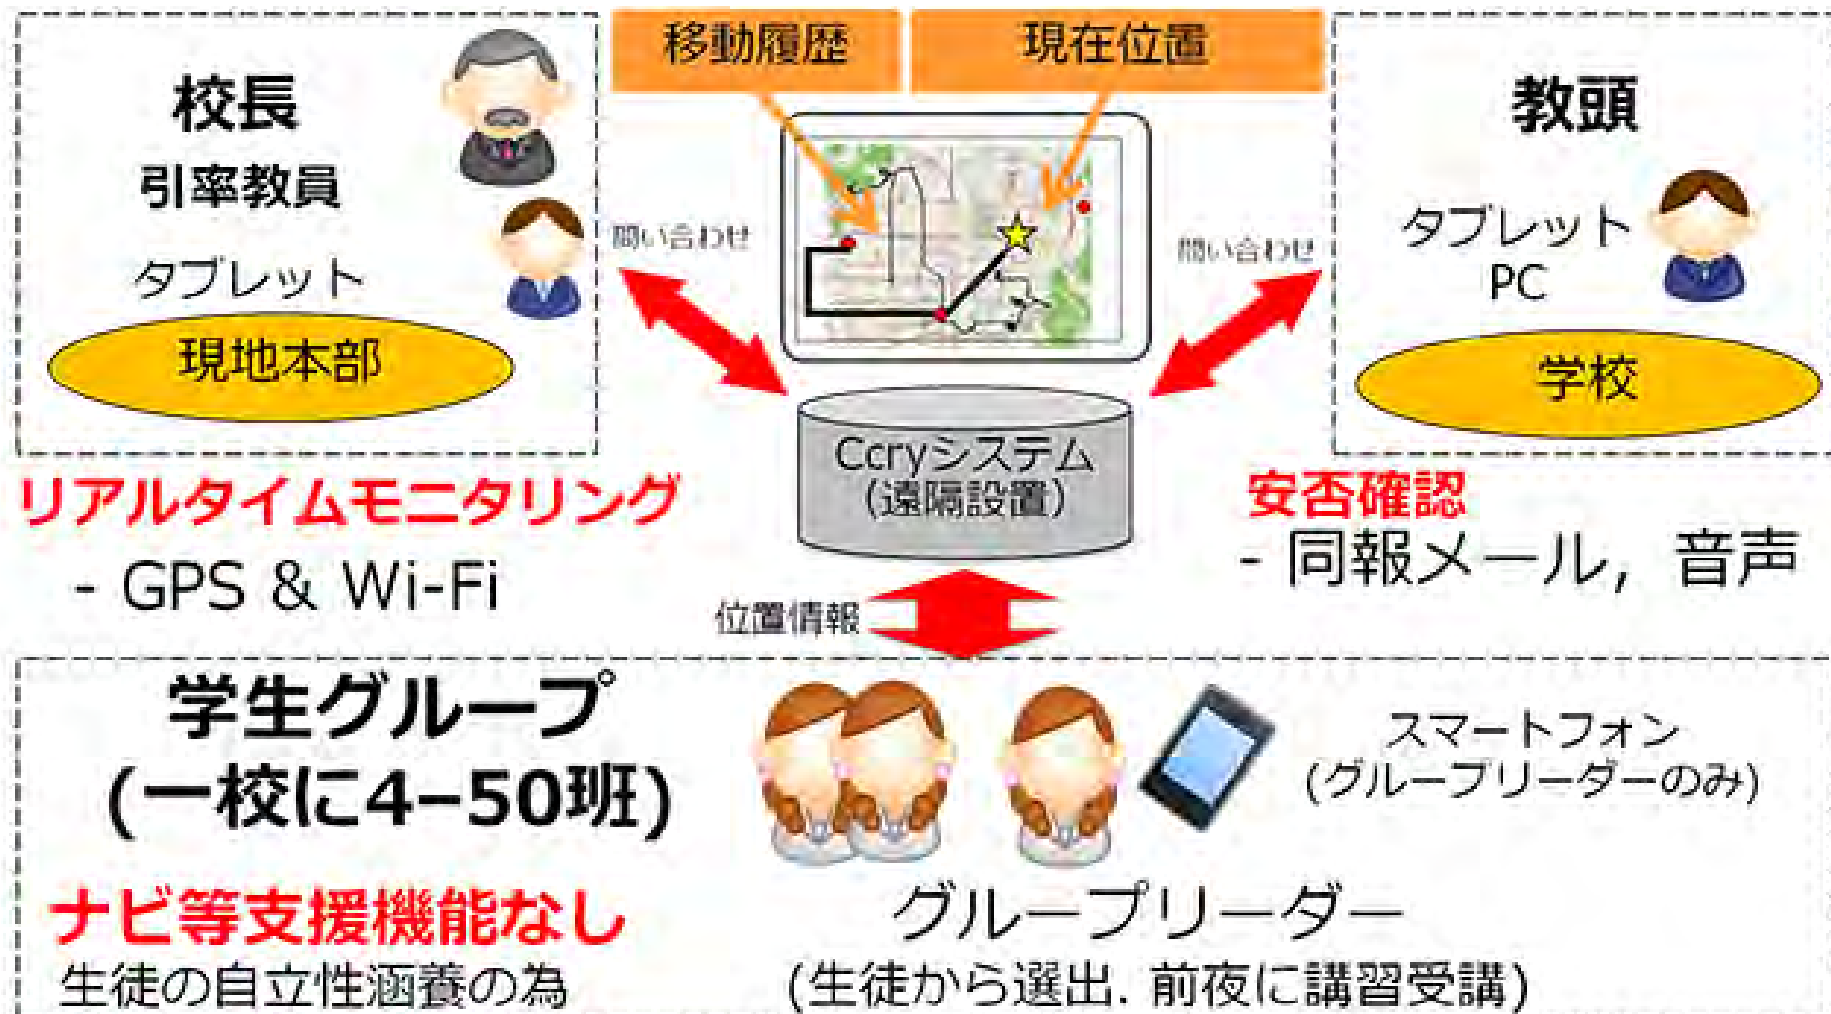 移動履歴
現在位置
校長
引率教員
タブレット
現地本部
問い合わせ
教頭
タブレット
PC
学校
問い合わせ
Ccryシステム
(遠隔設置)
リアルタイムモニタリング
- GPS & Wi-Fi
安否確認
- 同報メール, 音声
位置情報
学生グループ
(一校に4–50班)
スマートフォン
(グループリーダーのみ)
ナビ等支援機能なし
生徒の自立性涵養の為
グループリーダー
(生徒から選出. 前夜に講習受講)